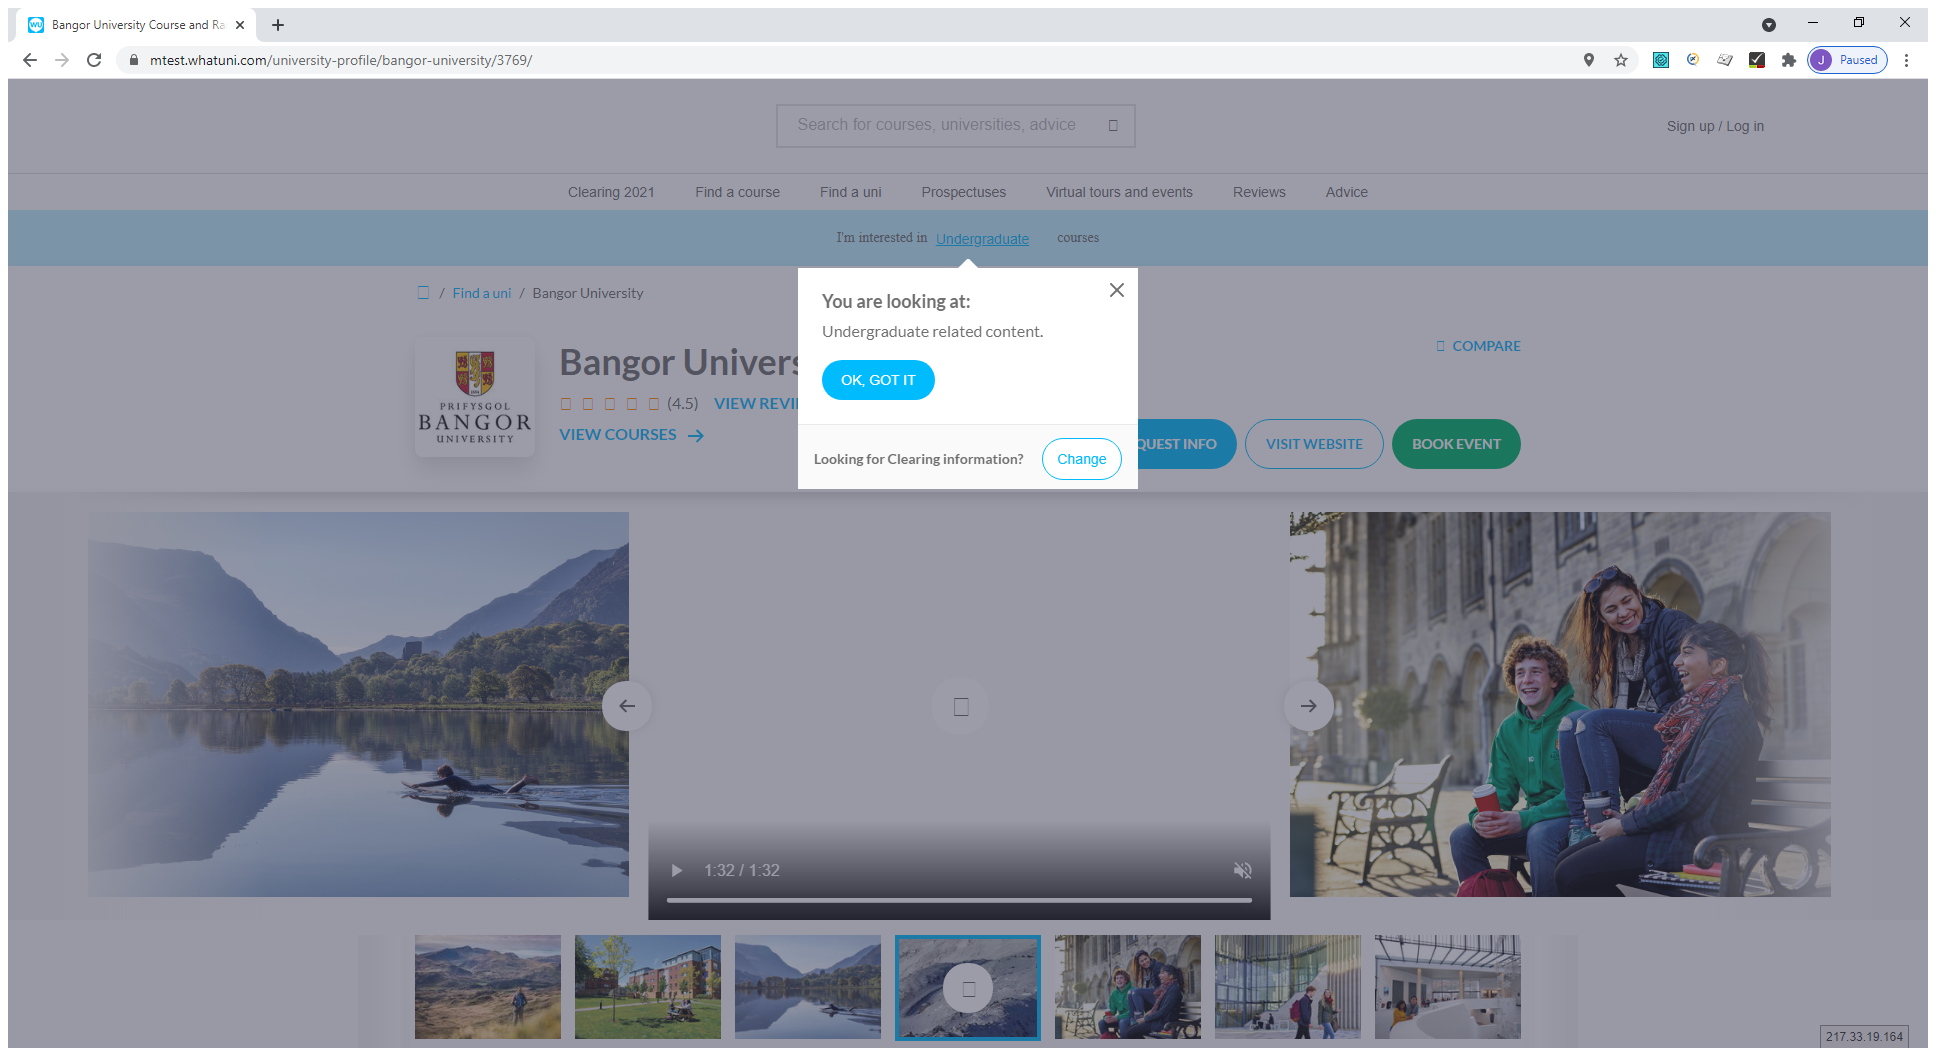 Bangor University Course and Ra
mtest.whatuni.com/university-profile/bangor-university/3769/
J Paused
Search for courses, universities, advice
Sign up / Log in
Clearing 2021 Find a course Find a uni Prospectuses Virtual tours and events Reviews Advice
I'm interested in Undergraduate courses
/ Find a uni / Bangor University
You are looking at:
Undergraduate related content.
OK, GOT IT
Looking for Clearing information? Change
COMPARE
PRIFYSGOL
BANGOR
UNIVERSITY
Bangor Univers
(4.5) VIEW REVI
VIEW COURSES
QUEST INFO VISIT WEBSITE BOOK EVENT
1:32 / 1:32
217.33.19.164